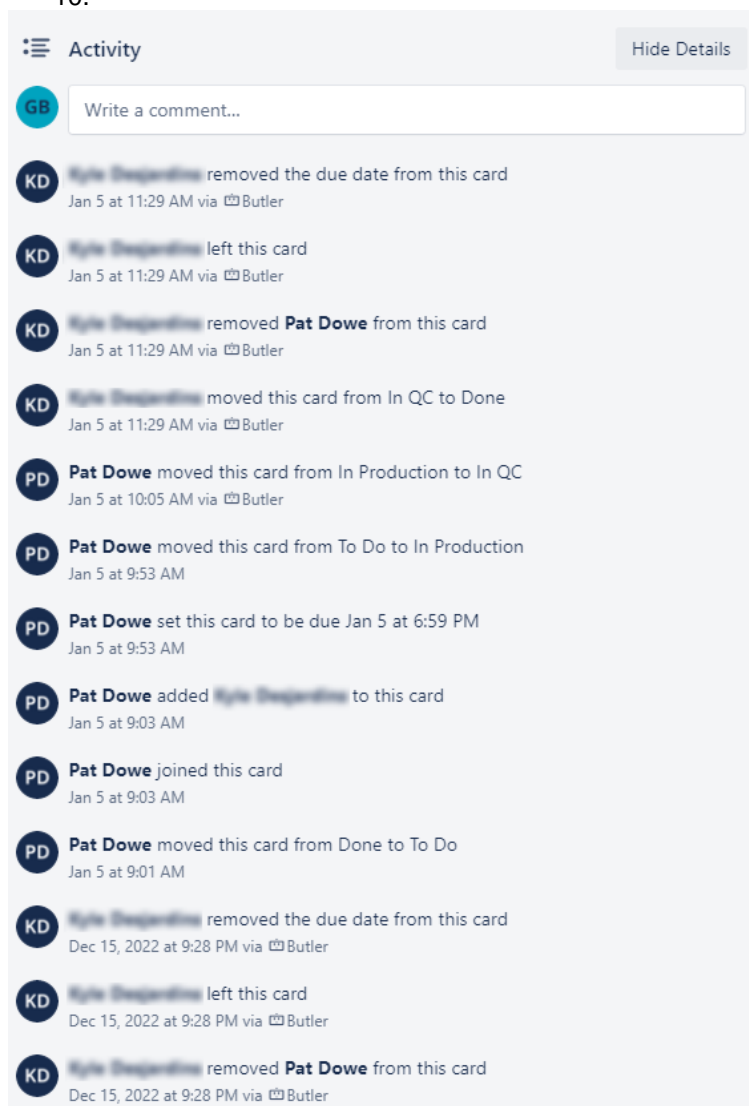 10.
Activity
Hide Details
GB
Write a comment...
KD
removed the due date from this card
Jan 5 at 11:29 AM via Butler
KD
left this card
Jan 5 at 11:29 AM via Butler
KD
removed Pat Dowe from this card
Jan 5 at 11:29 AM via Butler
KD
moved this card from In QC to Done
Jan 5 at 11:29 AM via Butler
PD
Pat Dowe moved this card from In Production to In QC
Jan 5 at 10:05 AM via Butler
PD
Pat Dowe moved this card from To Do to In Production
Jan 5 at 9:53 AM
PD
Pat Dowe set this card to be due Jan 5 at 6:59 PM
Jan 5 at 9:53 AM
PD
Pat Dowe added to this card
Jan 5 at 9:03 AM
PD
Pat Dowe joined this card
Jan 5 at 9:03 AM
PD
Pat Dowe moved this card from Done to To Do
Jan 5 at 9:01 AM
KD
removed the due date from this card
Dec 15, 2022 at 9:28 PM via Butler
KD
left this card
Dec 15, 2022 at 9:28 PM via Butler
KD
removed Pat Dowe from this card
Dec 15, 2022 at 9:28 PM via Butler